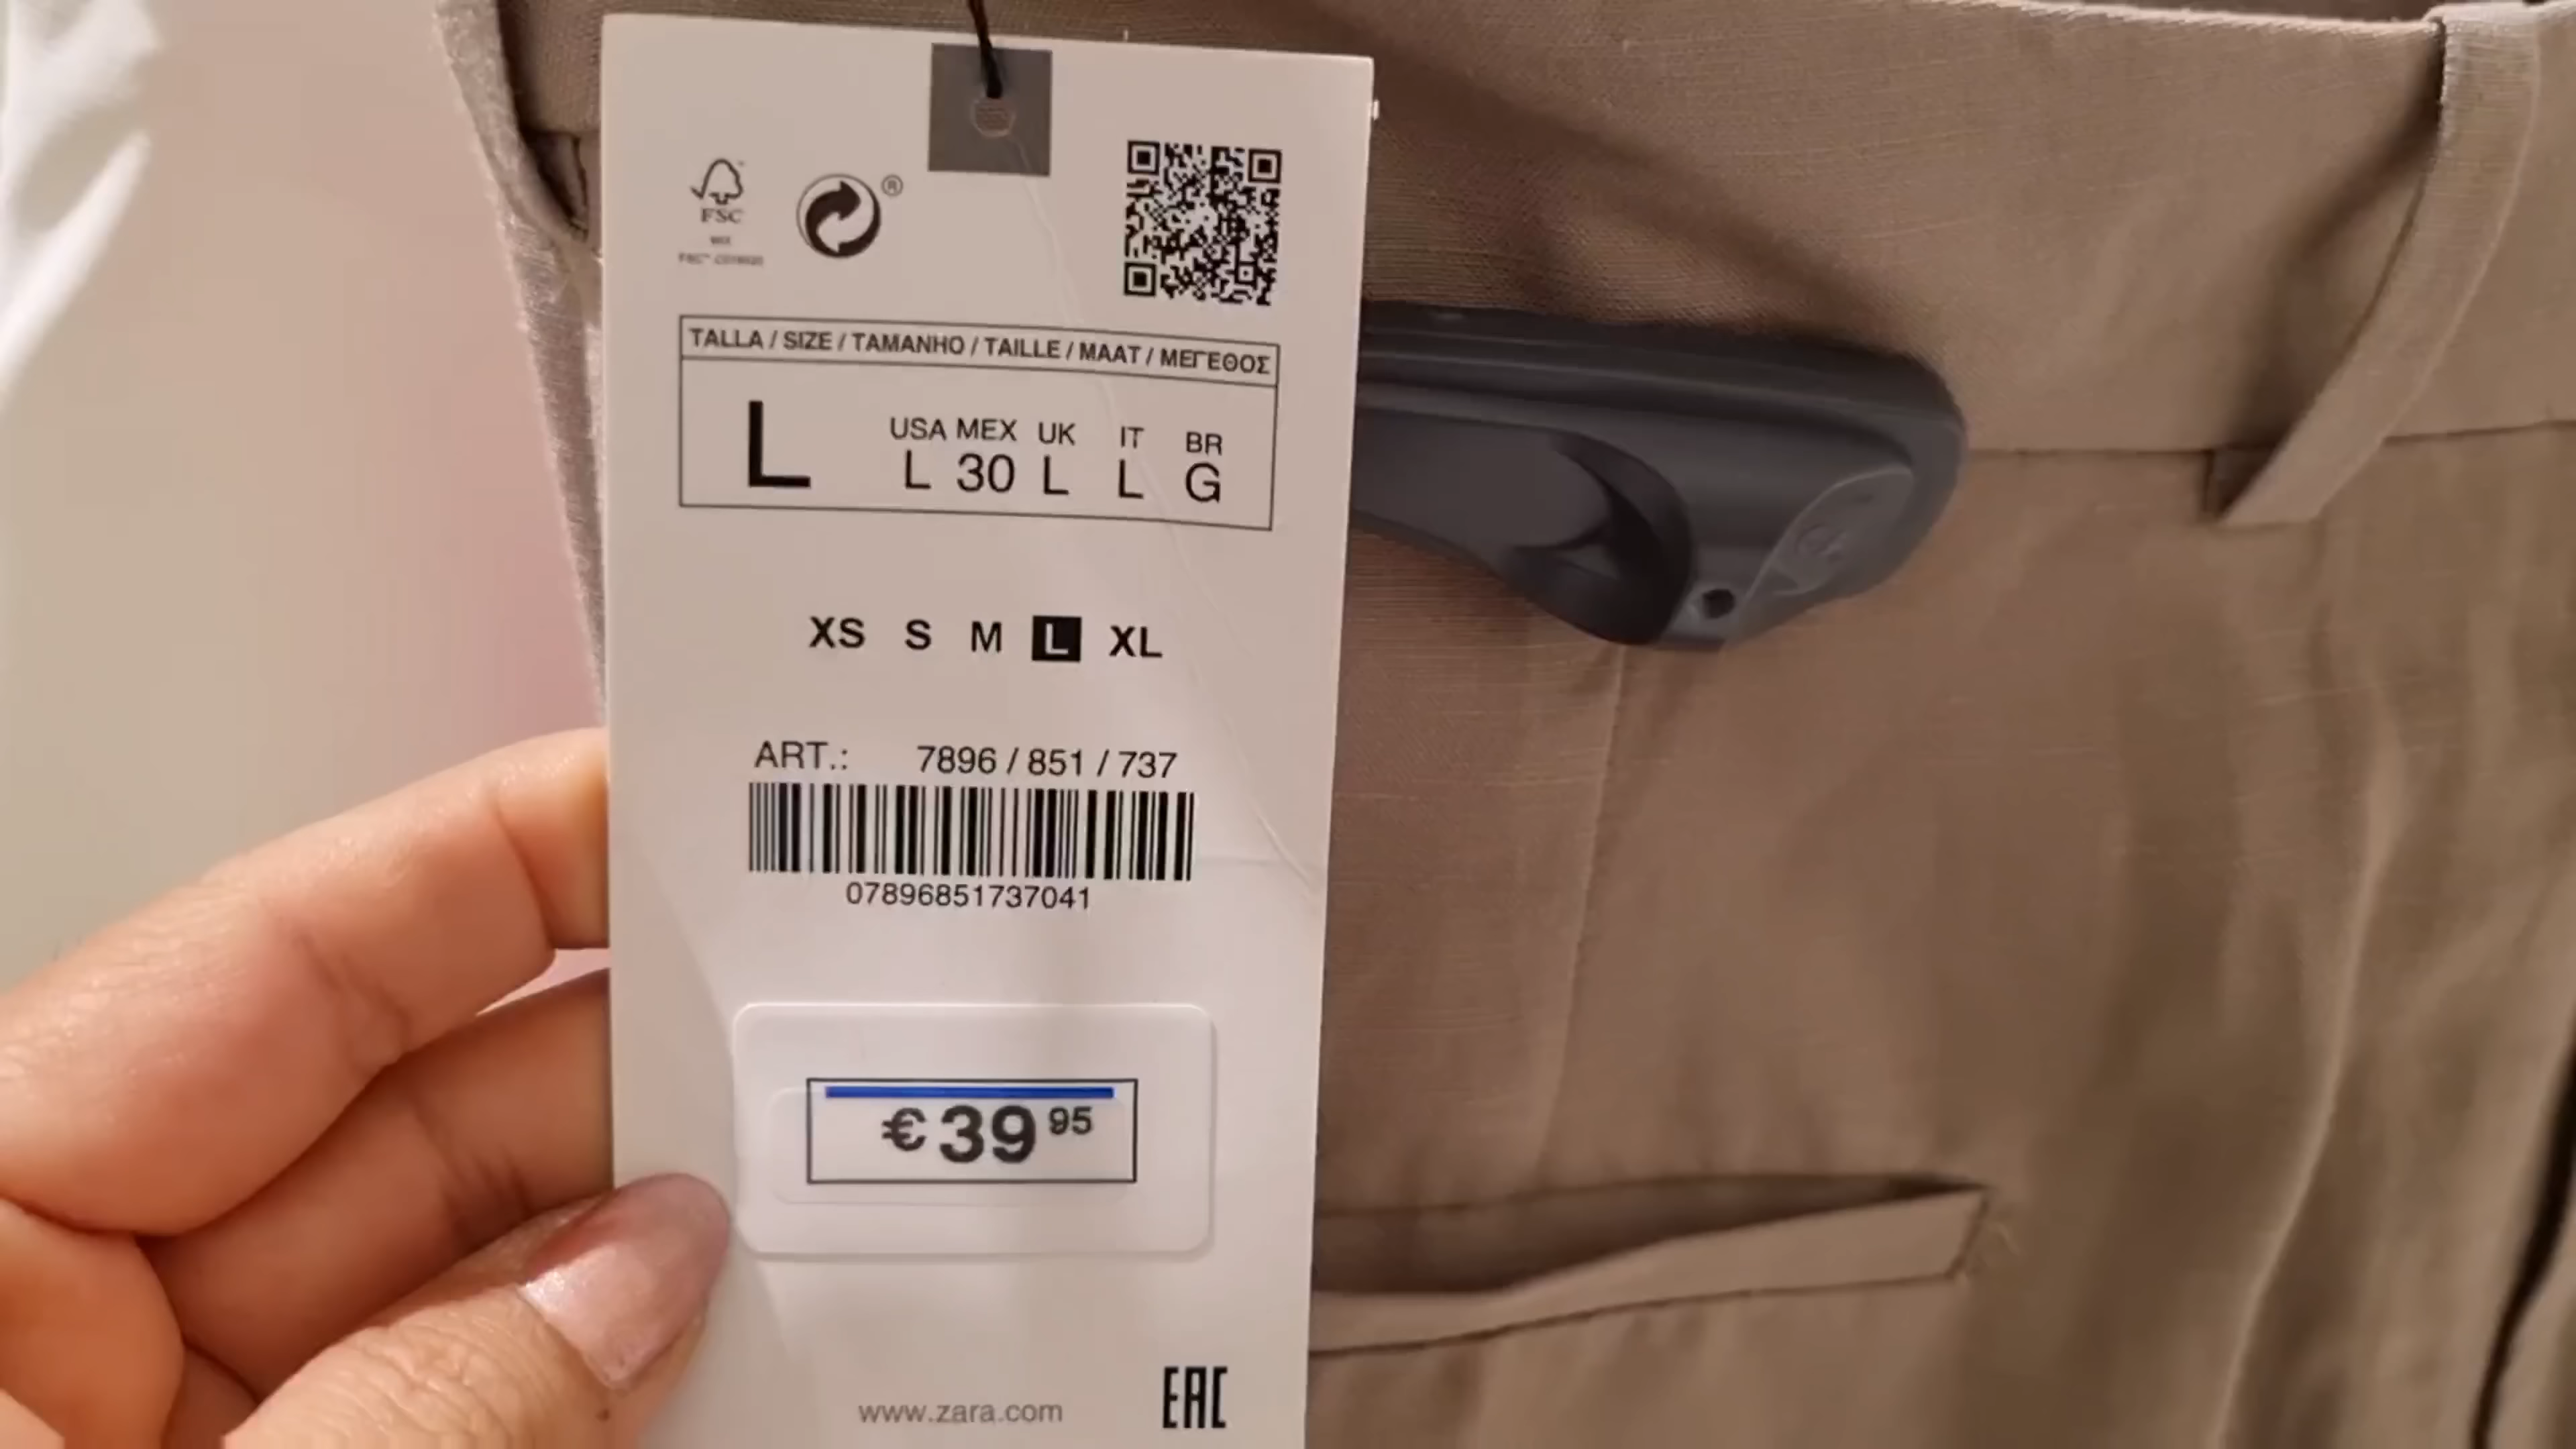 FSC
®
TALLA / SIZE / TAMANHO / TAILLE / MAAT / ΜΕΓΕΘΟΣ
USA MEX UK IT BR
L L 30 L L G
XS S M L XL
ART.: 7896 / 851 / 737
07896851737041
€ 39 95
www.zara.com
EAC